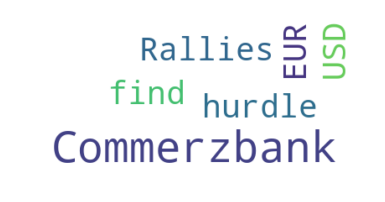 Rallies
EUR
USD
find
hurdle
Commerzbank